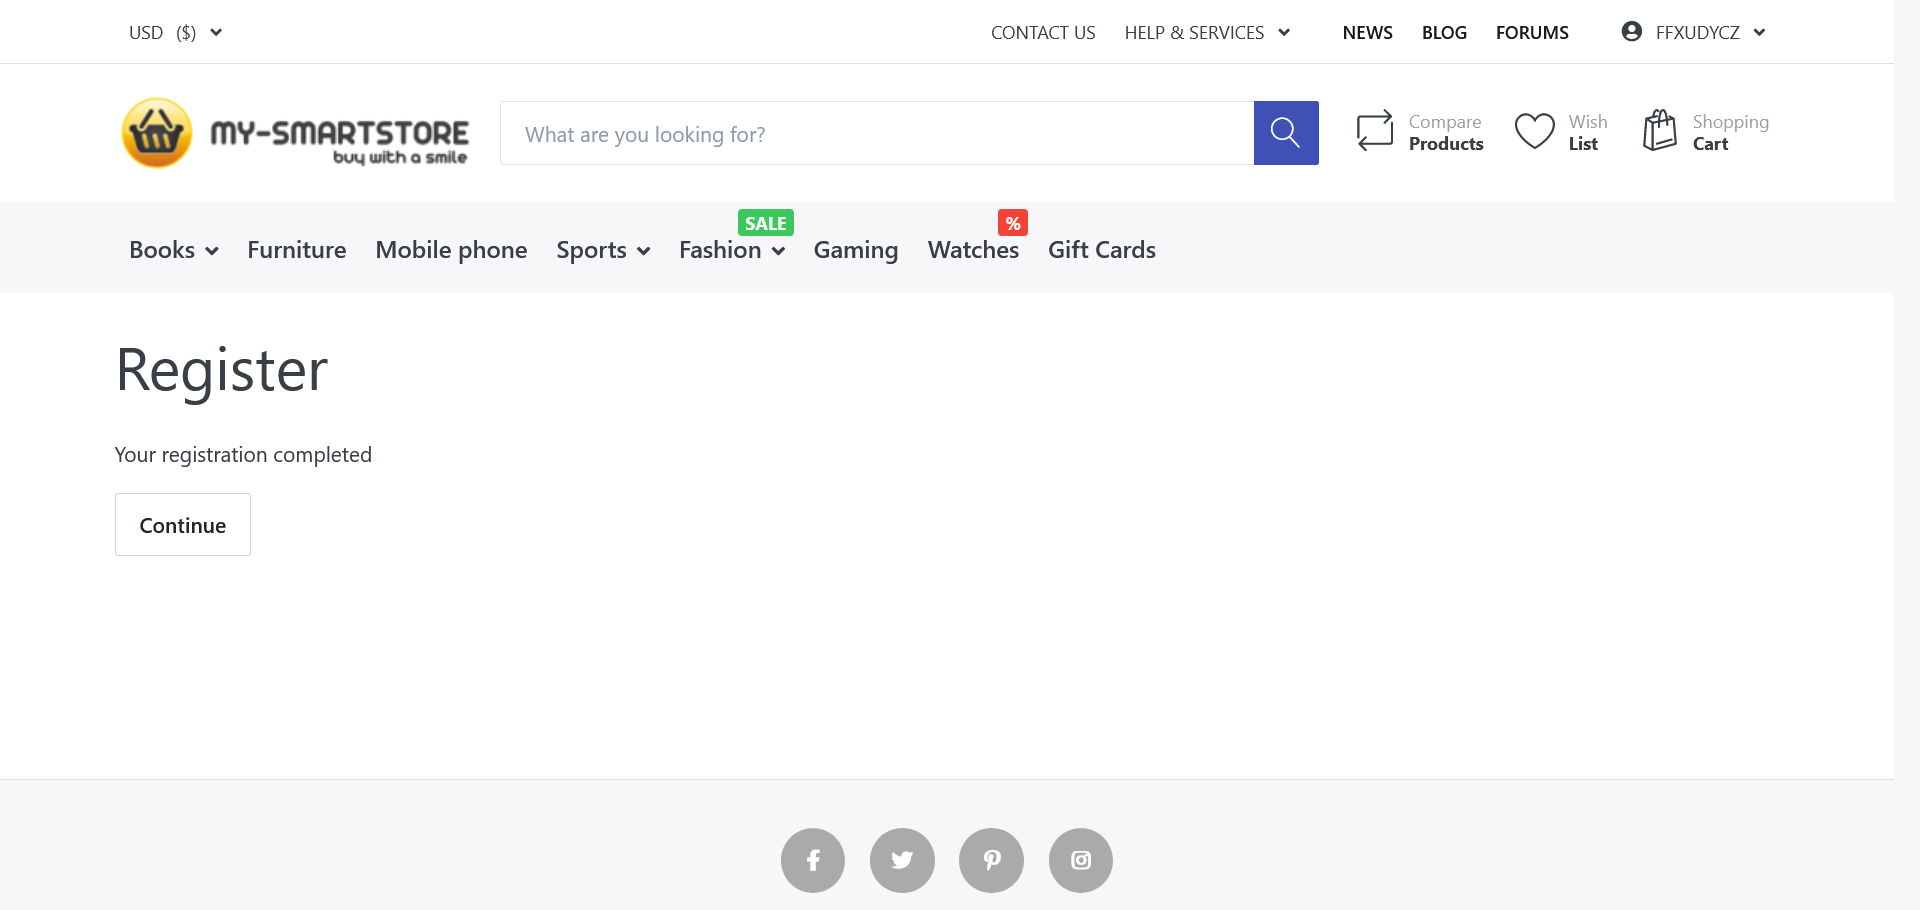 USD ($)
CONTACT US
HELP & SERVICES
NEWS
BLOG
FORUMS
FFXUDYCZ
MY-SMARTSTORE
buy with a smile
What are you looking for?
Compare
Products
Wish
List
Shopping
Cart
SALE
%
Books
Furniture
Mobile phone
Sports
Fashion
Gaming
Watches
Gift Cards
Register
Your registration completed
Continue